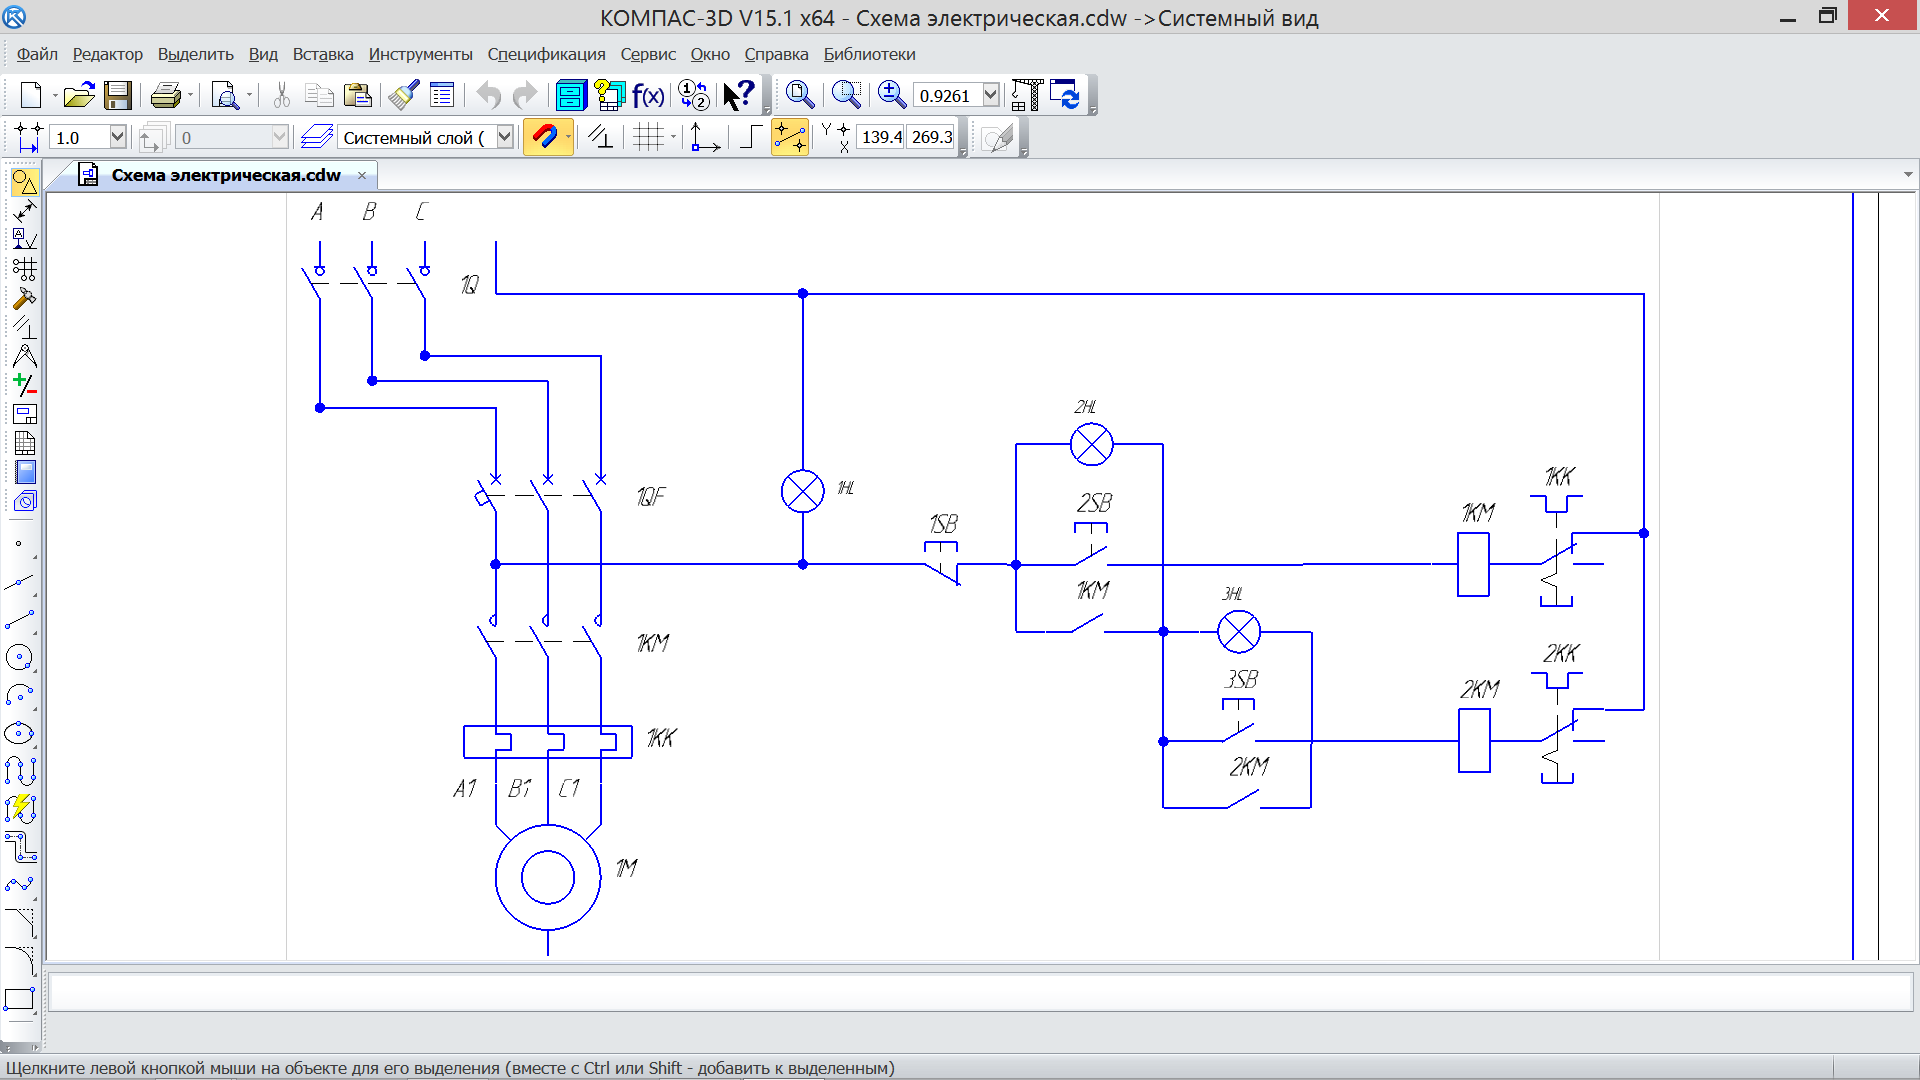 КОМПАС-3D V15.1 x64 - Схема электрическая.cdw ->Системный вид
Файл Редактор Выделить Вид Вставка Инструменты Спецификация Сервис Окно Справка Библиотеки
f(x) 1 2 ? 0.9261
1.0 0 Системный слой ( Y X 139.4 269.3
Схема электрическая.cdw ×
A B C
1Q
2HL
1QF
1HL
1SB
2SB
1KM
1KK
1KM
3HL
1KM
2KK
3SB
2KM
1KK
2KM
A1 B1 C1
1M
Щелкните левой кнопкой мыши на объекте для его выделения (вместе с Ctrl или Shift - добавить к выделенным)